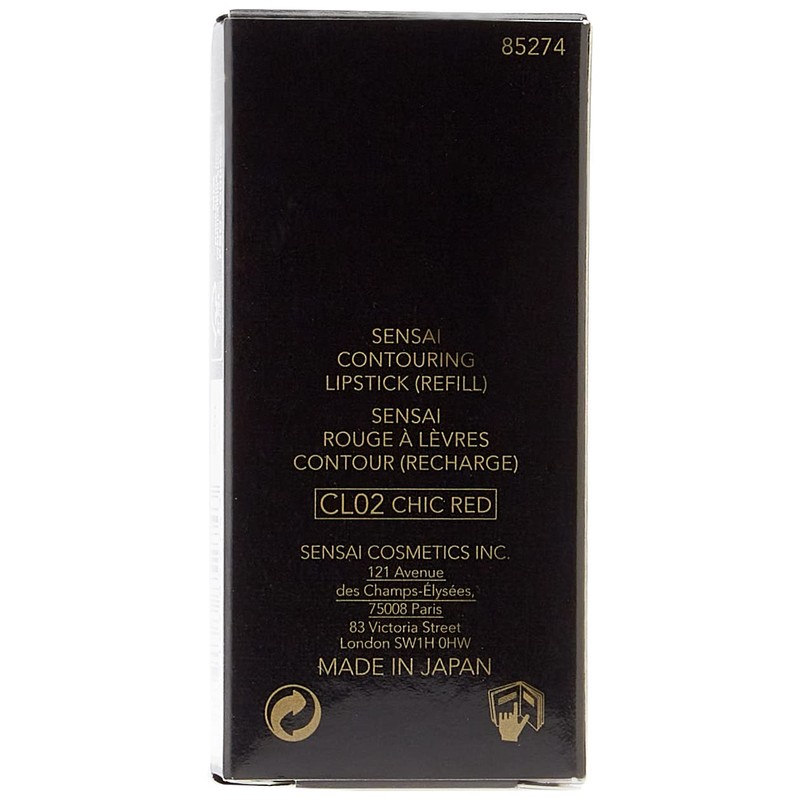 85274
SENSAI
CONTOURING
LIPSTICK (REFILL)
SENSAI
ROUGE À LÈVRES
CONTOUR (RECHARGE)
CL02 CHIC RED
SENSAI COSMETICS INC.
121 Avenue
des Champs-Élysées,
75008 Paris
83 Victoria Street
London SW1H 0HW
MADE IN JAPAN